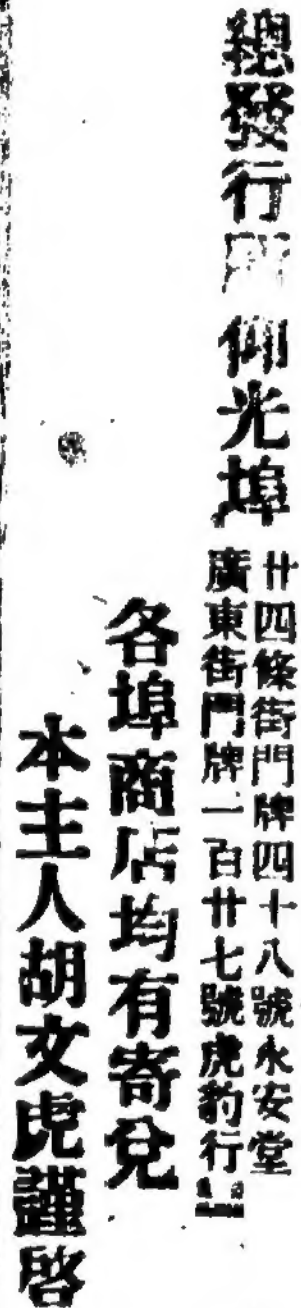 總發行所 仰光埠
廿四條街門牌四十八號永安堂
廣東街門牌一百廿七號虎豹行
各埠商店均有寄兌
本主人胡文虎謹啓